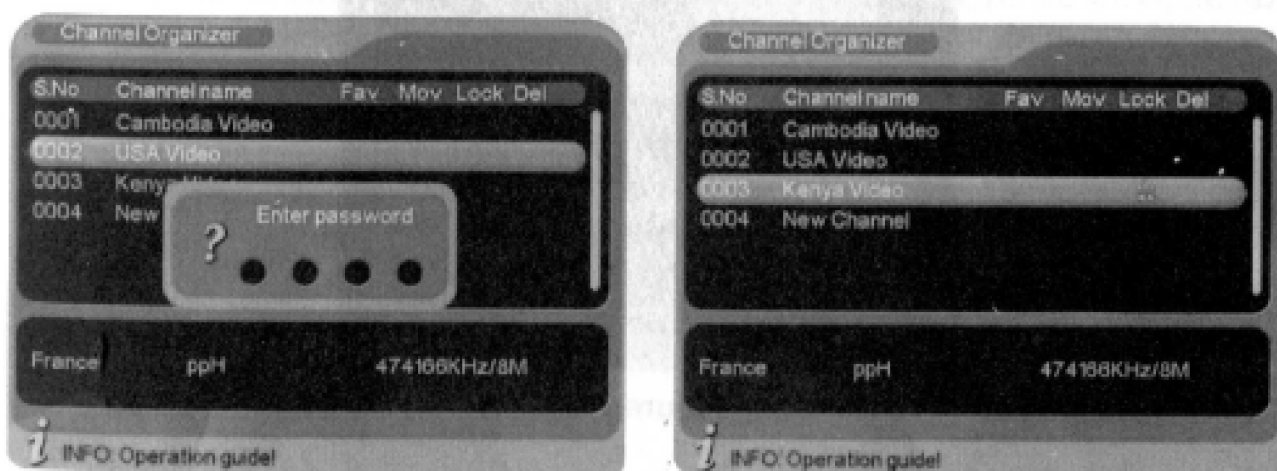 Channel Organizer
S.No Channel name Fav Mov Lock Del
0001 Cambodia Video
0002 USA Video
0003 Kenya
0004 New
Enter password
?
France ppH 474166KHz/8M
i INFO: Operation guide!
Channel Organizer
S.No Channel name Fav Mov Lock Del
0001 Cambodia Video
0002 USA Video
0003 Kenya Video
0004 New Channel
France ppH 474166KHz/8M
i INFO: Operation guide!